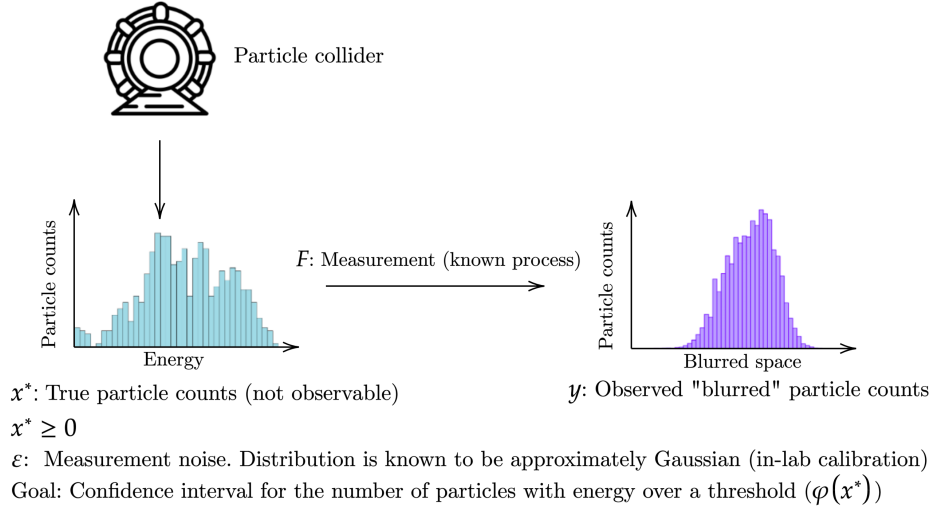 Particle collider
Particle counts
F: Measurement (known process)
Particle counts
Energy
Blurred space
x*: True particle counts (not observable)
y: Observed "blurred" particle counts
x* ≥ 0
ε: Measurement noise. Distribution is known to be approximately Gaussian (in-lab calibration)
Goal: Confidence interval for the number of particles with energy over a threshold (φ(x*))